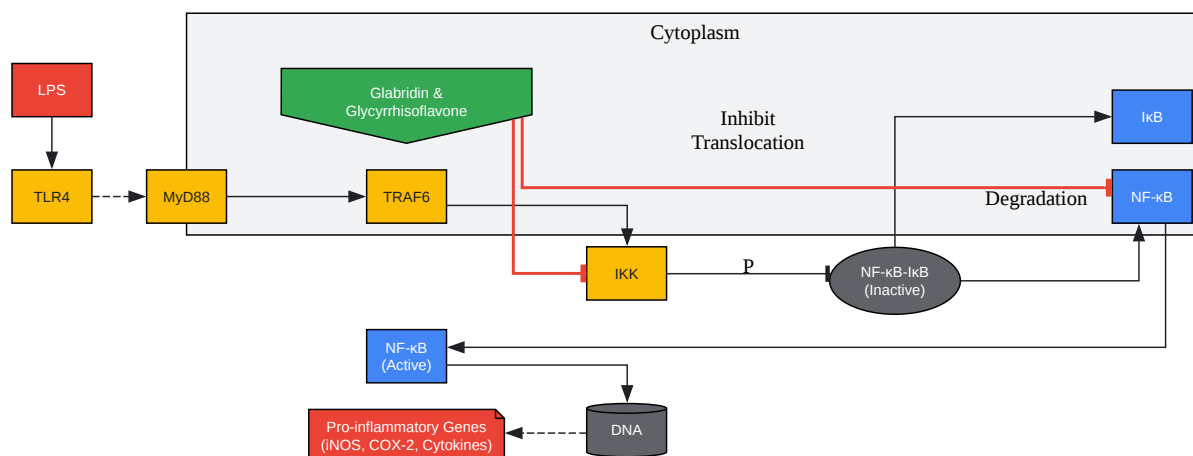 Cytoplasm
LPS
Glabridin &
Glycyrrhisoflavone
Inhibit
Translocation
IκB
TLR4
MyD88
TRAF6
Degradation
NF-κB
IKK
P
NF-κB-IκB
(Inactive)
NF-κB
(Active)
Pro-inflammatory Genes
(iNOS, COX-2, Cytokines)
DNA